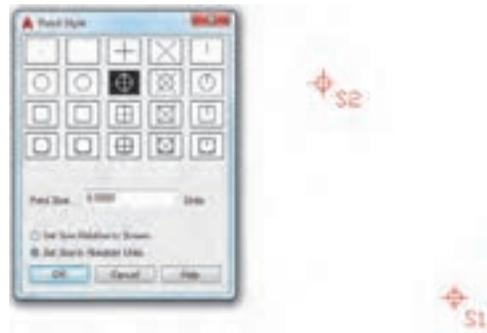 Point Style
S2
Point Size: Units
Set Size Relative to Screen
Set Size in Absolute Units
OK Cancel Help
S1